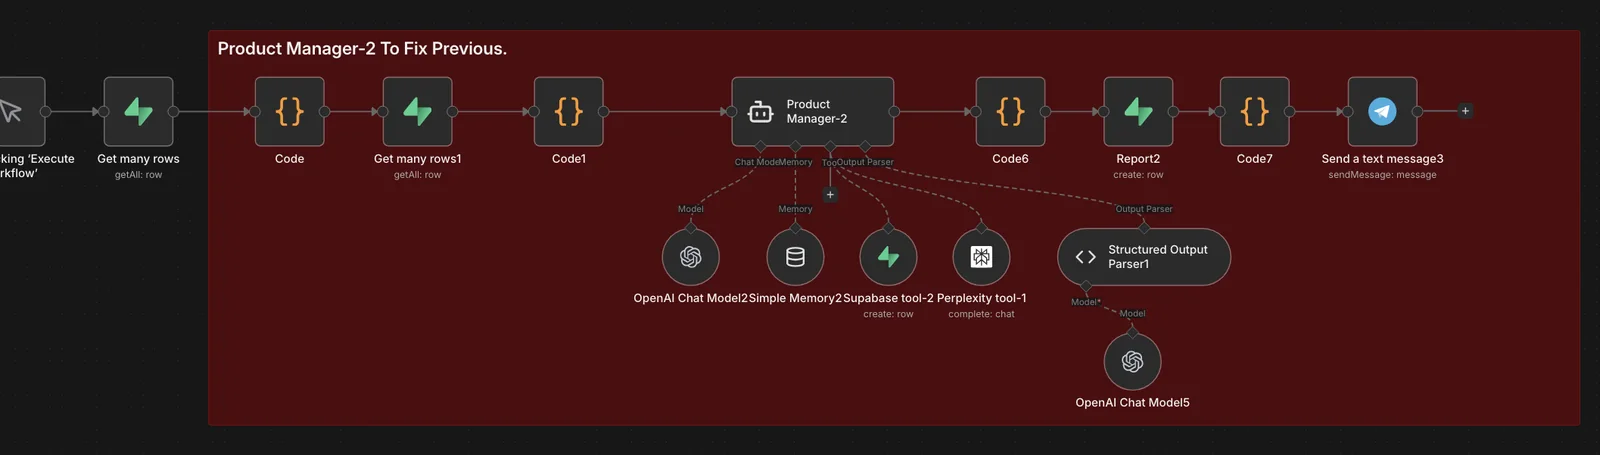 Product Manager-2 To Fix Previous.
cking ‘Execute
rkflow’
Get many rows
getAll: row
Code
Get many rows1
getAll: row
Code1
Product
Manager-2
Code6
Report2
create: row
Code7
Send a text message3
sendMessage: message
Chat Mode
Memory
Too
Output Parser
Model
Memory
Output Parser
OpenAI Chat Model2
Simple Memory2
Supabase tool-2
create: row
Perplexity tool-1
complete: chat
Structured Output
Parser1
Model*
Model
OpenAI Chat Model5